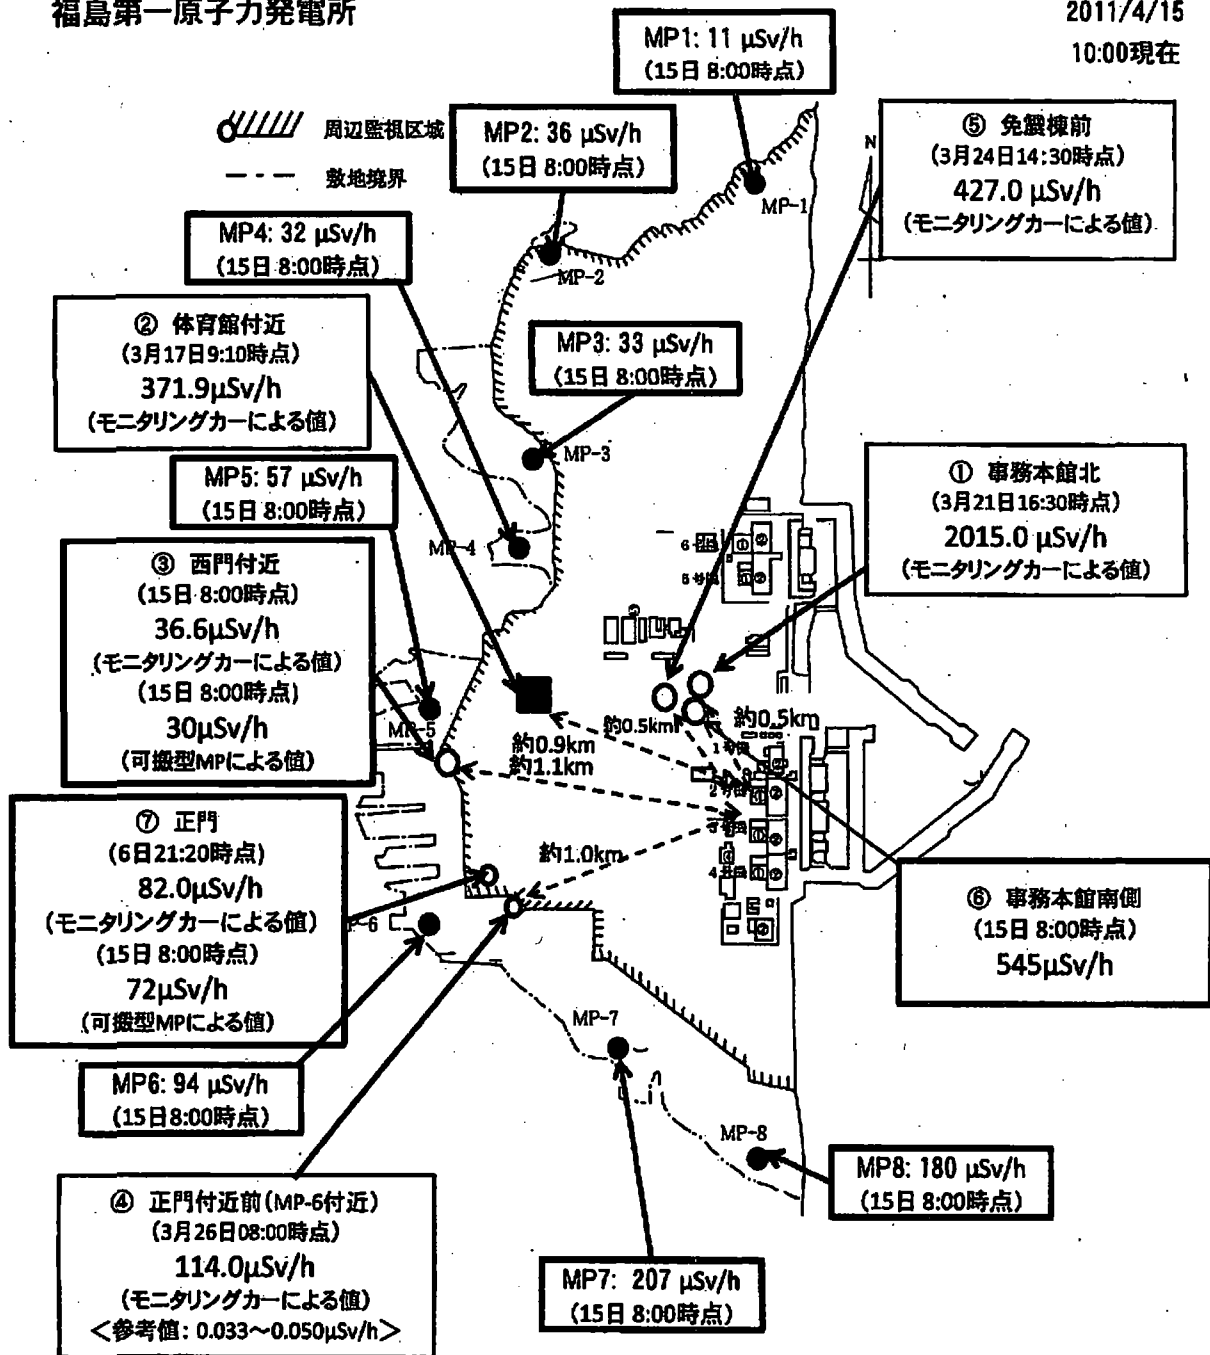 福島第一原子力発電所
2011/4/15
10:00現在
周辺監視区域
敷地境界
MP1: 11 μSv/h
(15日 8:00時点)
MP2: 36 μSv/h
(15日 8:00時点)
⑤ 免震棟前
(3月24日14:30時点)
427.0 μSv/h
(モニタリングカーによる値)
N
MP-1
MP4: 32 μSv/h
(15日 8:00時点)
MP-2
② 体育館付近
(3月17日9:10時点)
371.9μSv/h
(モニタリングカーによる値)
MP3: 33 μSv/h
(15日 8:00時点)
MP-3
MP5: 57 μSv/h
(15日 8:00時点)
① 事務本館北
(3月21日16:30時点)
2015.0 μSv/h
(モニタリングカーによる値)
MP-4
③ 西門付近
(15日 8:00時点)
36.6μSv/h
(モニタリングカーによる値)
(15日 8:00時点)
30μSv/h
(可搬型MPによる値)
MP-5
約0.5km
約0.5km
約0.9km
約1.1km
約1.0km
⑦ 正門
(6日21:20時点)
82.0μSv/h
(モニタリングカーによる値)
(15日 8:00時点)
72μSv/h
(可搬型MPによる値)
⑥ 事務本館南側
(15日 8:00時点)
545μSv/h
MP6: 94 μSv/h
(15日8:00時点)
MP-7
MP-8
MP8: 180 μSv/h
(15日 8:00時点)
④ 正門付近前(MP-6付近)
(3月26日08:00時点)
114.0μSv/h
(モニタリングカーによる値)
＜参考値: 0.033～0.050μSv/h＞
MP7: 207 μSv/h
(15日 8:00時点)